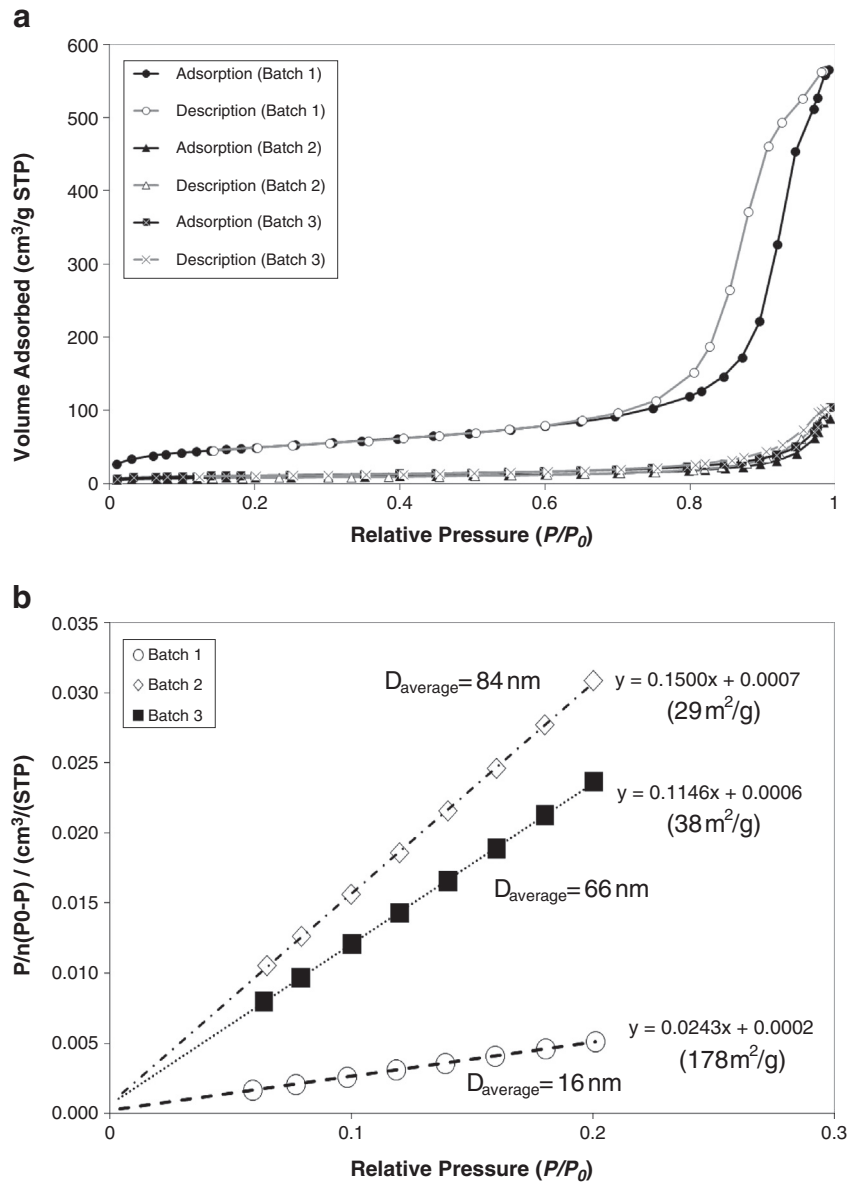 a
600
500
400
300
200
100
0
Volume Adsorbed (cm³/g STP)
Adsorption (Batch 1)
Description (Batch 1)
Adsorption (Batch 2)
Description (Batch 2)
Adsorption (Batch 3)
Description (Batch 3)
0 0.2 0.4 0.6 0.8 1
Relative Pressure (P/P₀)
b
0.035
0.030
0.025
0.020
0.015
0.010
0.005
0.000
P/n(P0-P) / (cm³/(STP)
Batch 1
Batch 2
Batch 3
D_average = 84 nm
y = 0.1500x + 0.0007
(29 m²/g)
y = 0.1146x + 0.0006
(38 m²/g)
D_average = 66 nm
y = 0.0243x + 0.0002
(178 m²/g)
D_average = 16 nm
0 0.1 0.2 0.3
Relative Pressure (P/P₀)